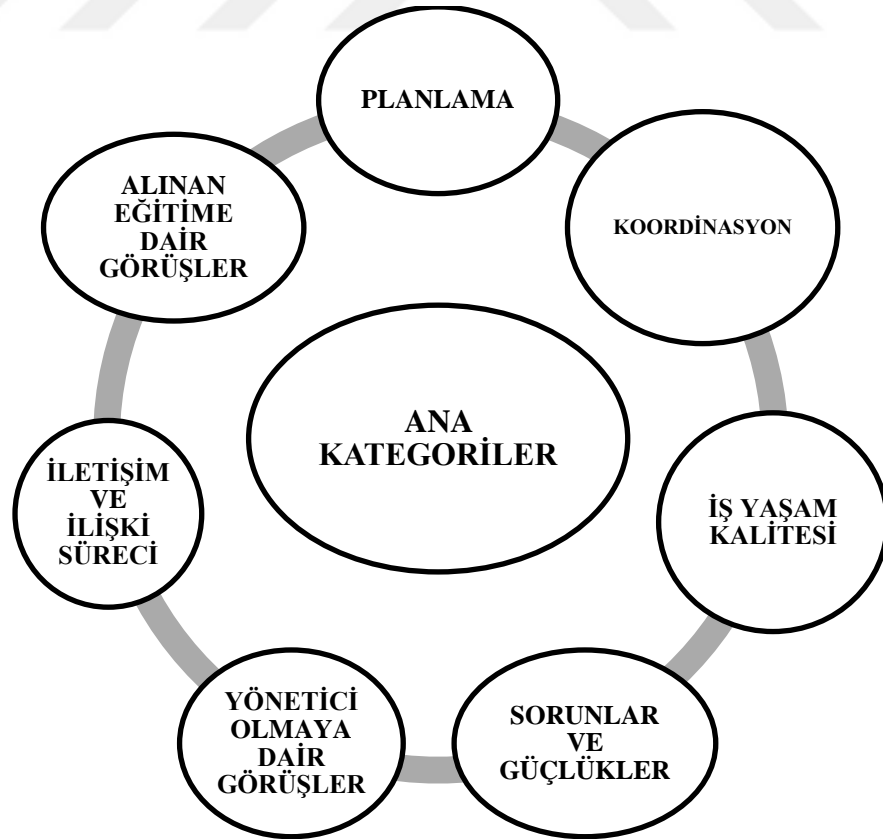 PLANLAMA
KOORDİNASYON
İŞ YAŞAM
KALİTESİ
SORUNLAR
VE
GÜÇLÜKLER
YÖNETİCİ
OLMAYA
DAİR
GÖRÜŞLER
İLETİŞİM
VE
İLİŞKİ
SÜRECİ
ALINAN
EĞİTİME
DAİR
GÖRÜŞLER
ANA
KATEGORİLER